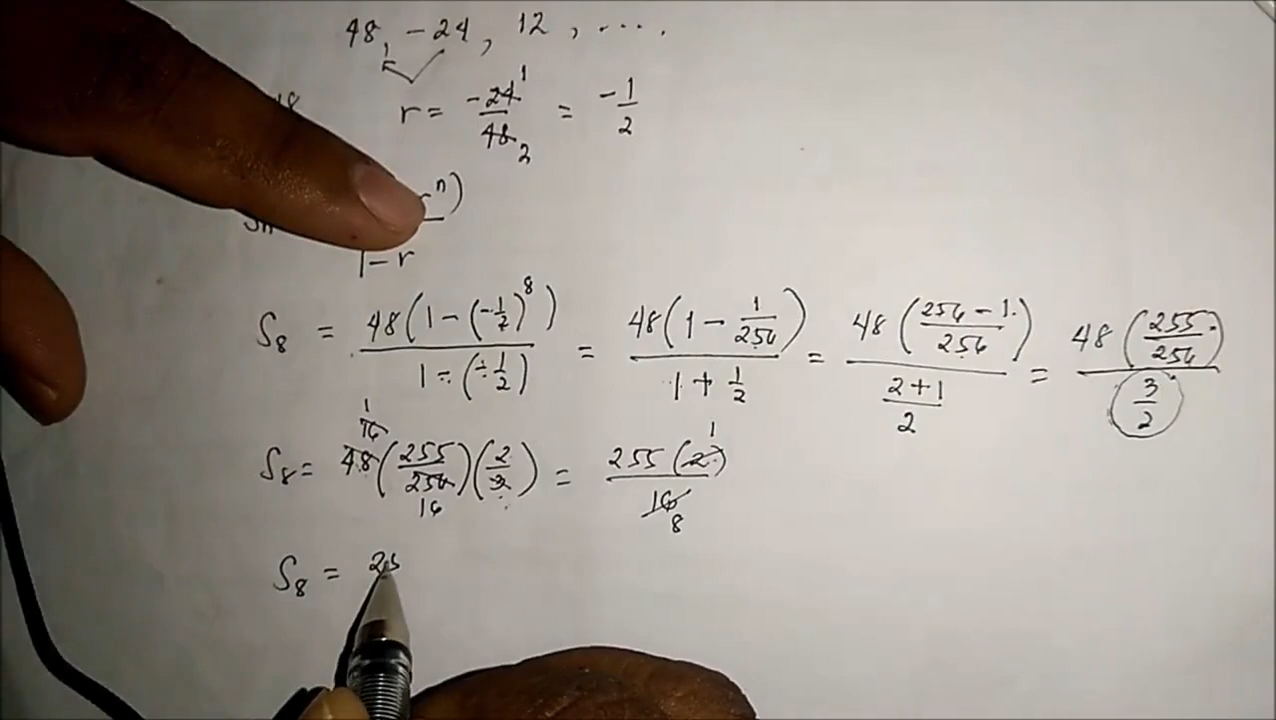 48, -24, 12, ....
r = -24/48 = -1/2
1 - r
S8 = 48(1 - (-1/2)^8) / 1 - (-1/2) = 48(1 - 1/256) / 1 + 1/2 = 48((256 - 1)/256) / (2+1)/2 = 48(255/256) / (3/2)
S8 = 48(255/256)(2/3) = 255(2)/16
S8 = 25